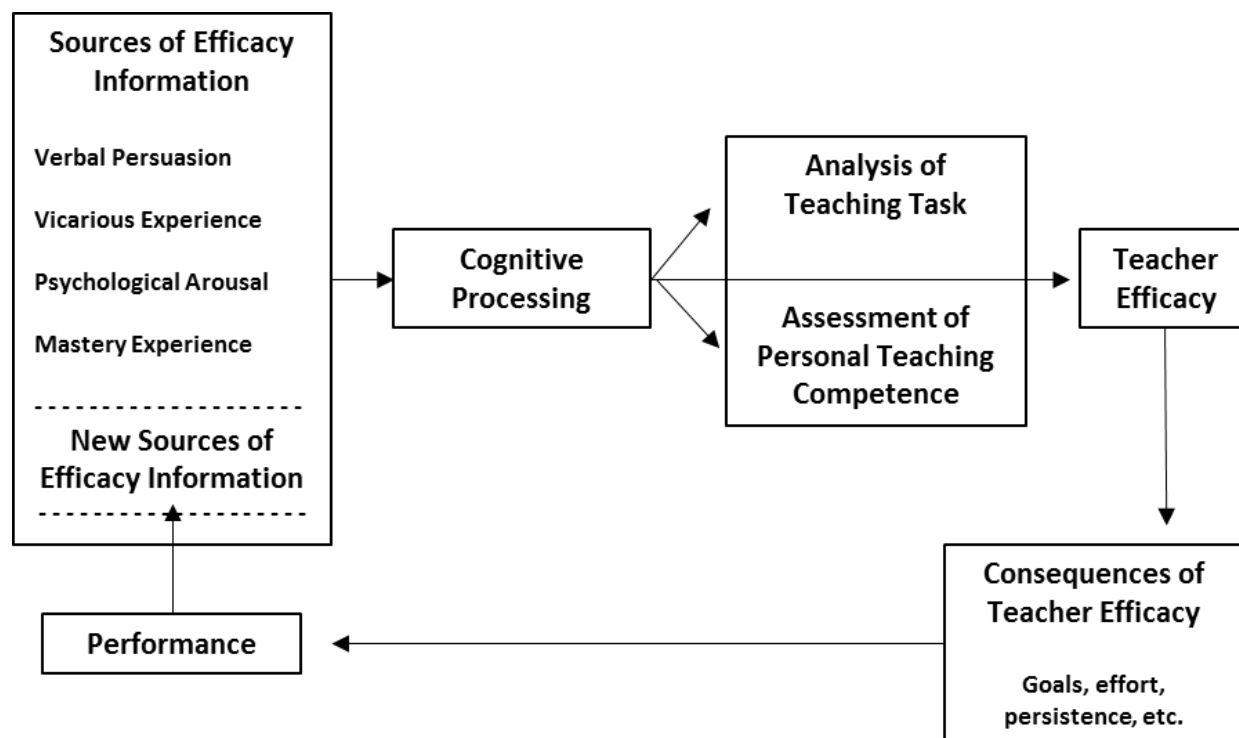 Sources of Efficacy
Information
Verbal Persuasion
Vicarious Experience
Psychological Arousal
Mastery Experience
New Sources of
Efficacy Information
Performance
Cognitive
Processing
Analysis of
Teaching Task
Assessment of
Personal Teaching
Competence
Teacher
Efficacy
Consequences of
Teacher Efficacy
Goals, effort,
persistence, etc.